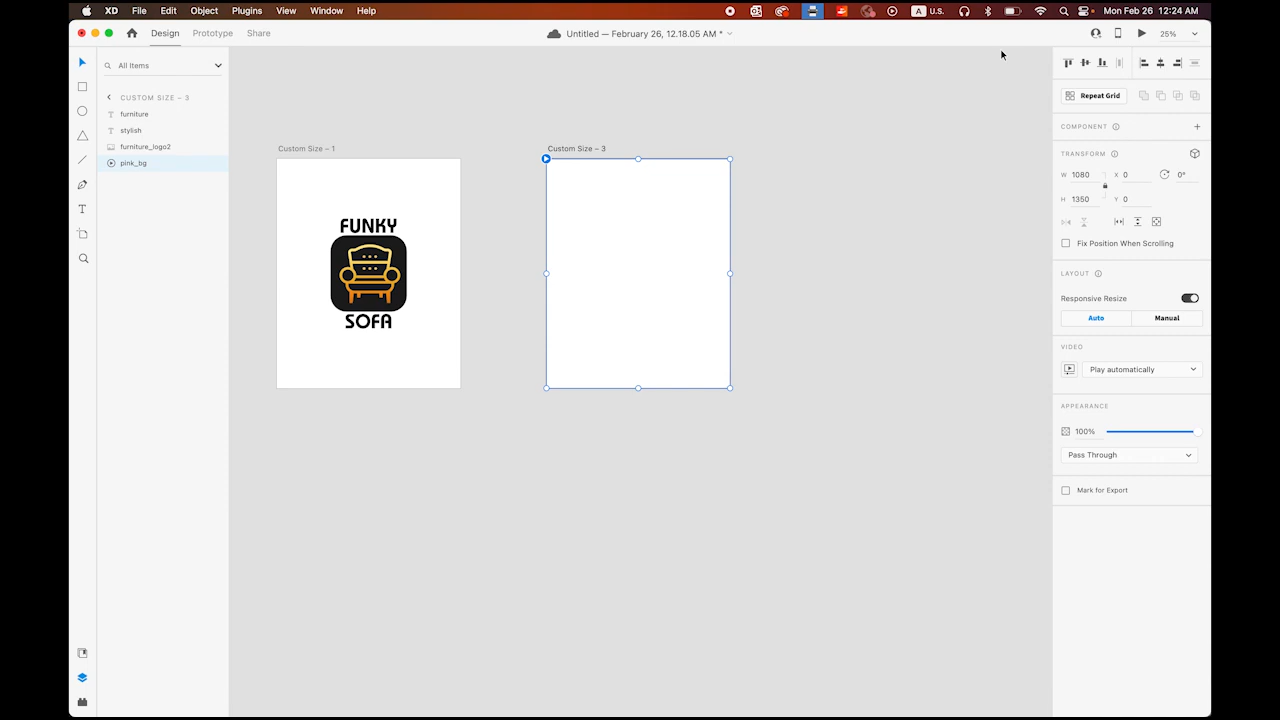 XD File Edit Object Plugins View Window Help A U.S. Mon Feb 26 12:24 AM
Design Prototype Share Untitled — February 26, 12.18.05 AM * 25%
All Items
CUSTOM SIZE – 3
furniture
stylish
furniture_logo2
pink_bg
Custom Size – 1
FUNKY
SOFA
Custom Size – 3
Repeat Grid
COMPONENT
TRANSFORM
W 1080 X 0 0°
H 1350 Y 0
Fix Position When Scrolling
LAYOUT
Responsive Resize
Auto Manual
VIDEO
Play automatically
APPEARANCE
100%
Pass Through
Mark for Export